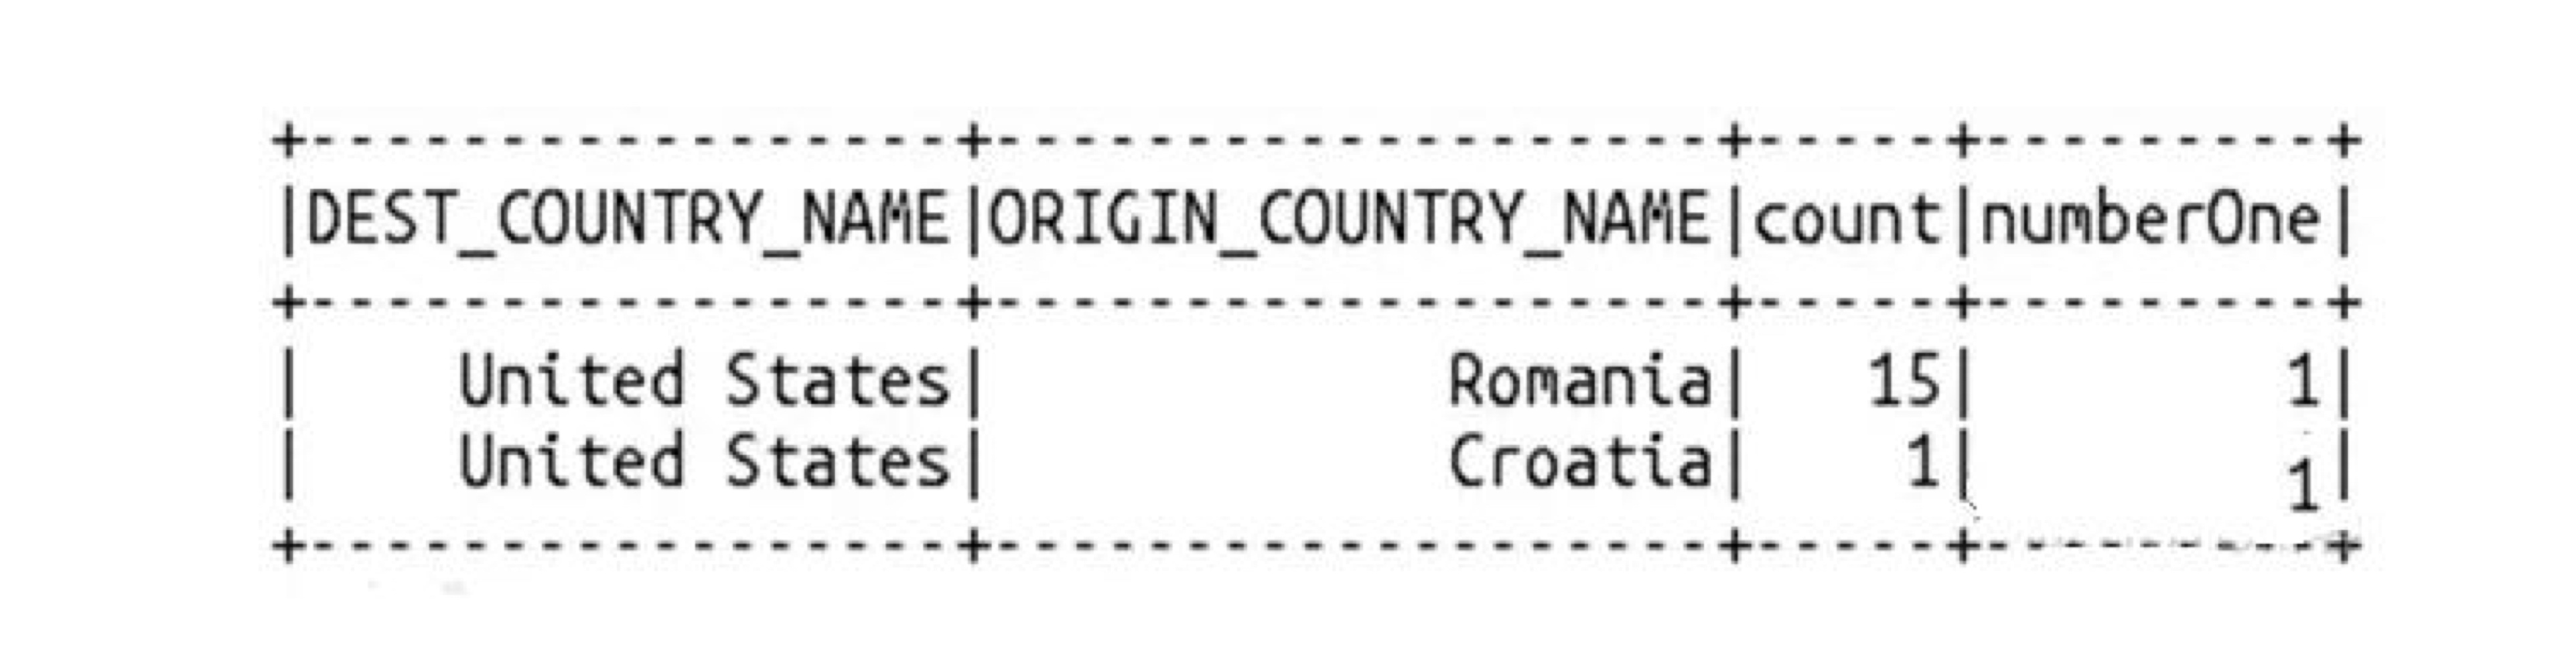 +-----------------+-------------------+-----+---------+
|DEST_COUNTRY_NAME|ORIGIN_COUNTRY_NAME|count|numberOne|
+-----------------+-------------------+-----+---------+
|    United States|            Romania|   15|        1|
|    United States|            Croatia|    1|        1|
+-----------------+-------------------+-----+---------+